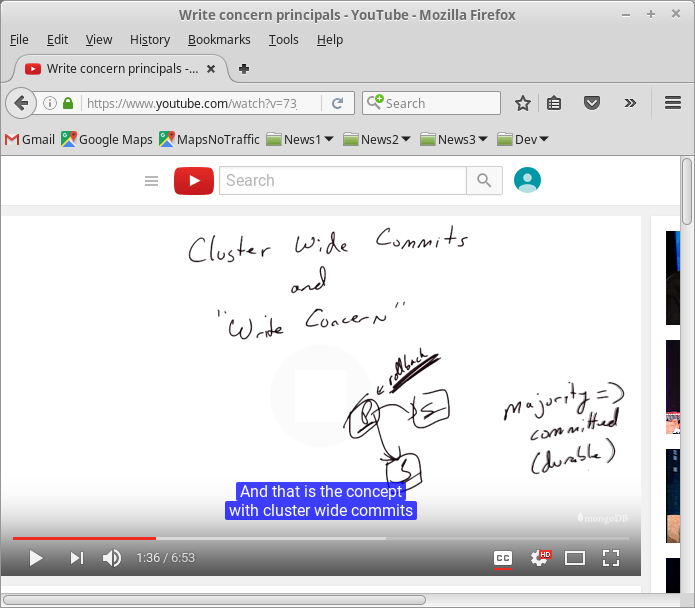 Write concern principals - YouTube - Mozilla Firefox
File Edit View History Bookmarks Tools Help
Write concern principals -...
https://www.youtube.com/watch?v=73
Search
Gmail Google Maps MapsNoTraffic News1 News2 News3 Dev
Search
Cluster Wide Commits
and
"Write Concern"
rollback
P S
S
Majority =>
committed
(durable)
And that is the concept
with cluster wide commits
mongoDB
1:36 / 6:53
CC HD